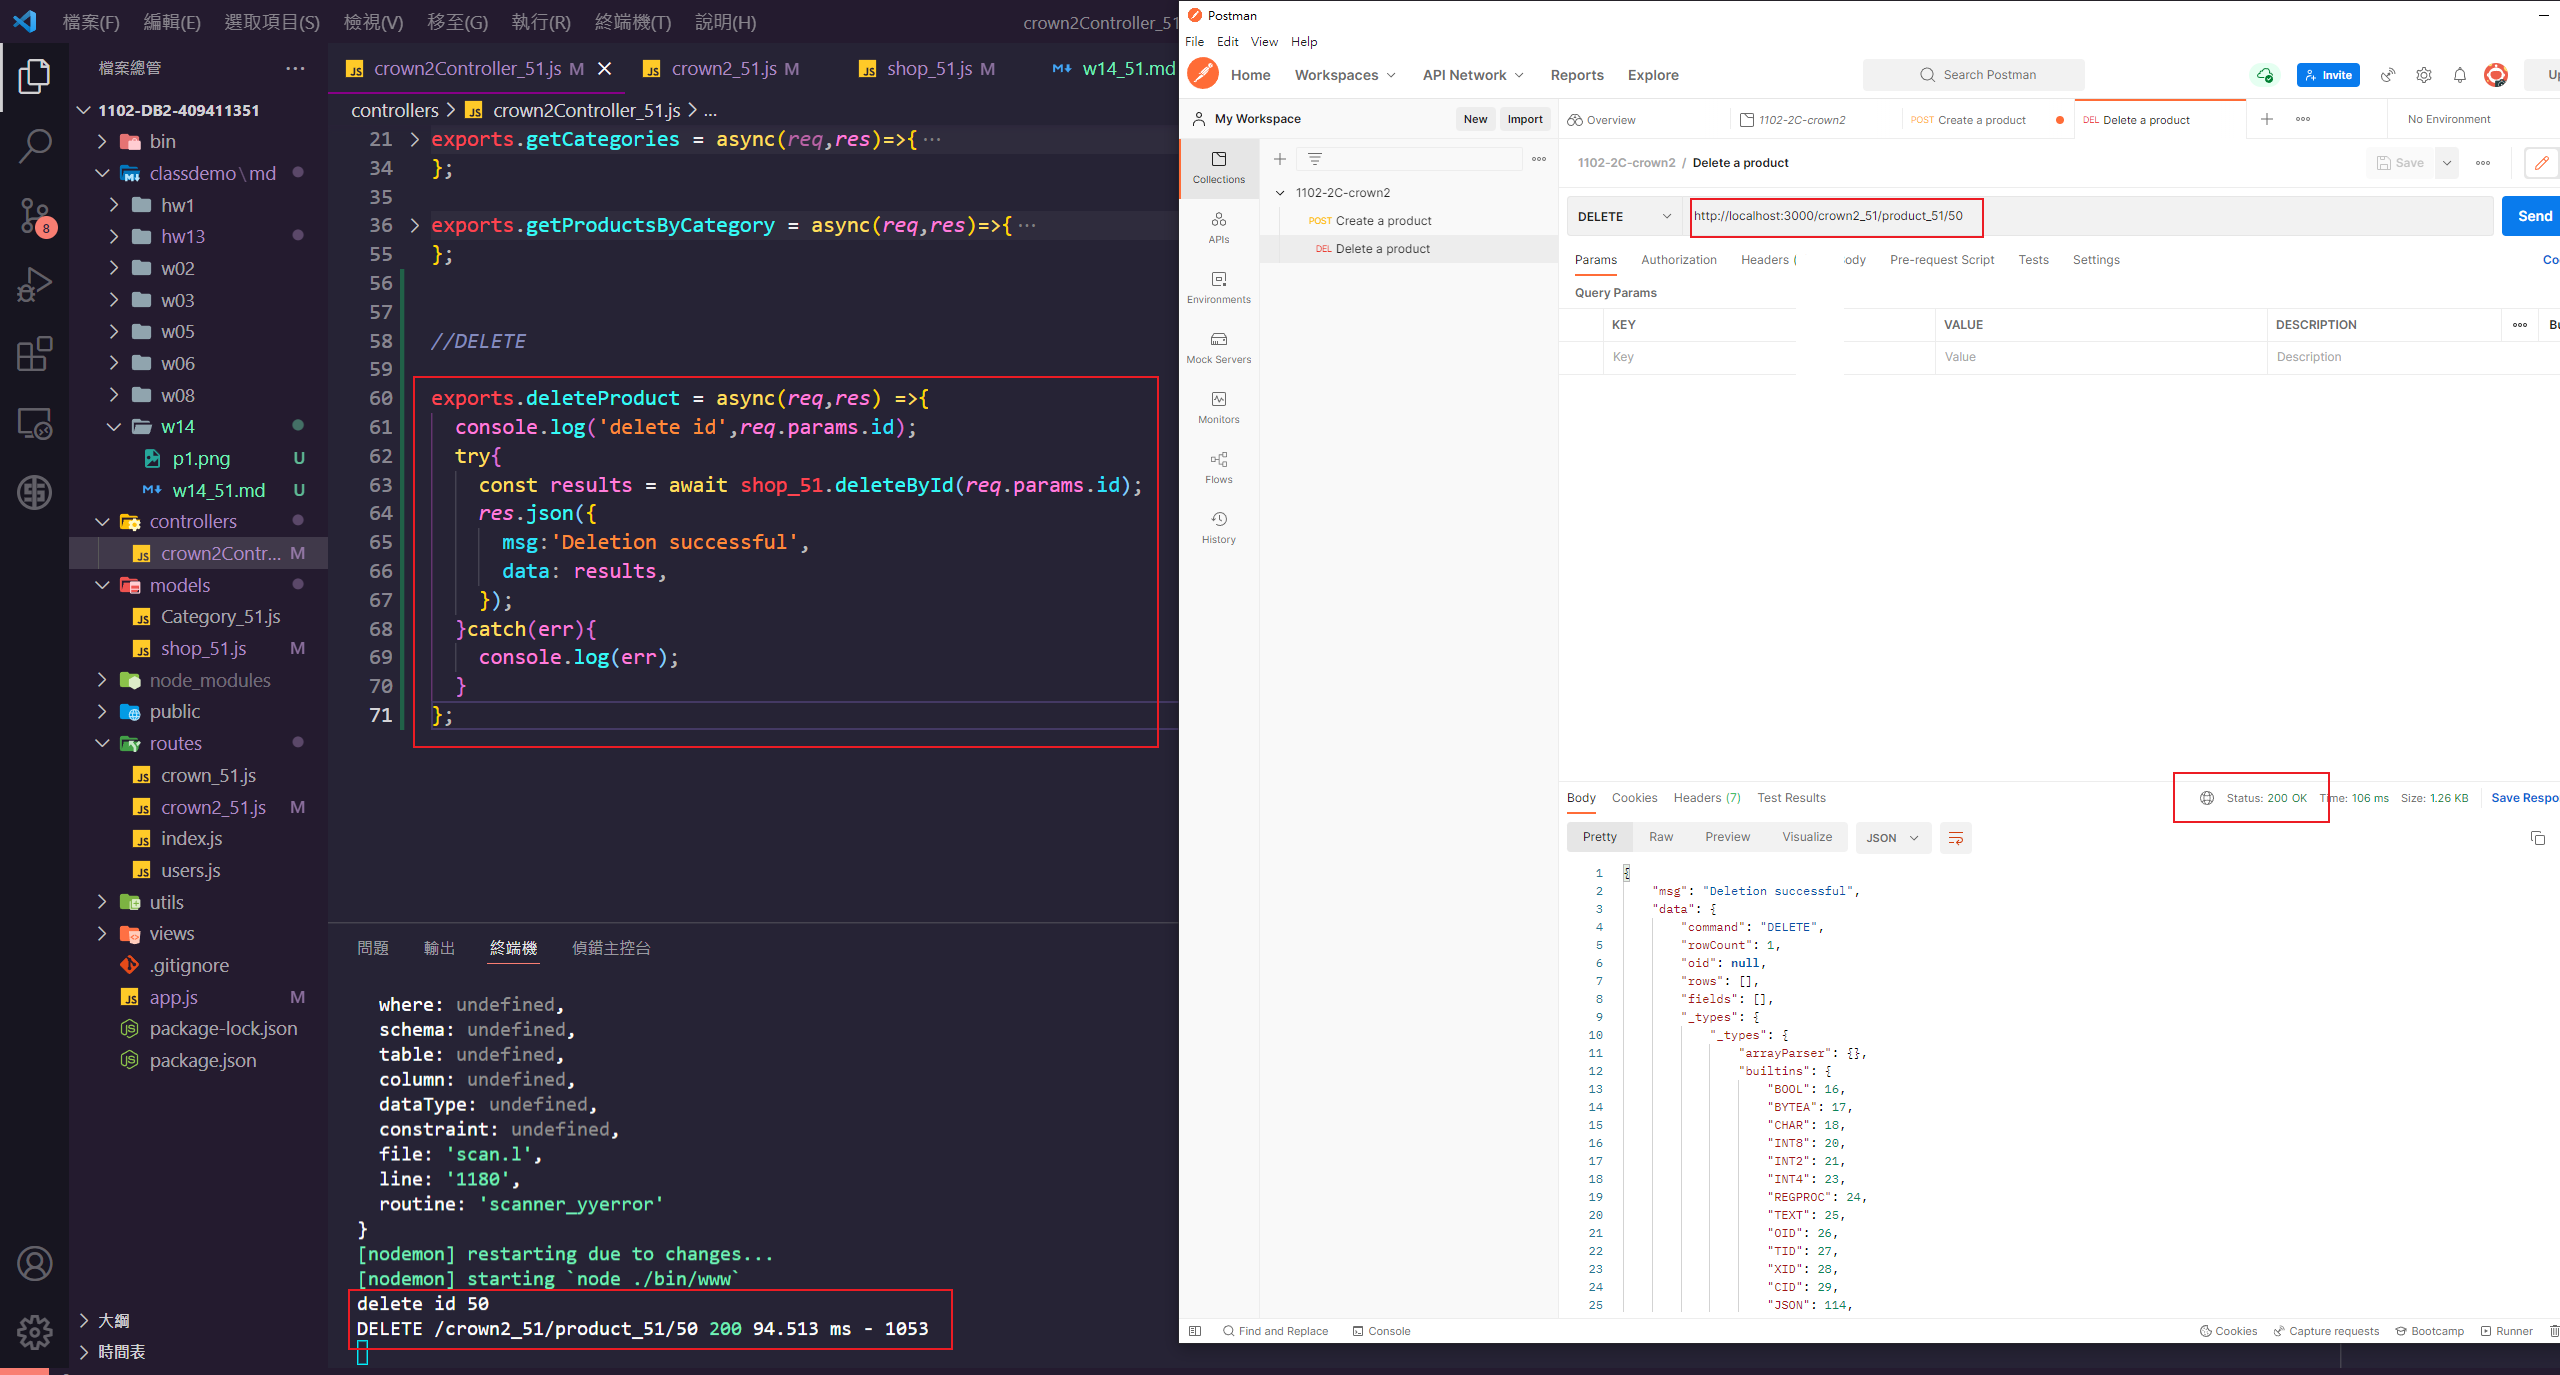 檔案(F) 編輯(E) 選取項目(S) 檢視(V) 移至(G) 執行(R) 終端機(T) 說明(H) crown2Controller_51
檔案總管 ...
1102-DB2-409411351
bin
classdemo\md
hw1
hw13
w02
w03
w05
w06
w08
w14
p1.png U
w14_51.md U
controllers
crown2Contr... M
models
Category_51.js
shop_51.js M
node_modules
public
routes
crown_51.js
crown2_51.js M
index.js
users.js
utils
views
.gitignore
app.js M
package-lock.json
package.json
大綱
時間表
8
crown2Controller_51.js M
crown2_51.js M
shop_51.js M
w14_51.md
controllers > crown2Controller_51.js > ...
21 exports.getCategories = async(req,res)=>{ ...
34 };
35
36 exports.getProductsByCategory = async(req,res)=>{ ...
55 };
56
57
58 //DELETE
59
60 exports.deleteProduct = async(req,res) =>{
61 console.log('delete id',req.params.id);
62 try{
63 const results = await shop_51.deleteById(req.params.id);
64 res.json({
65 msg:'Deletion successful',
66 data: results,
67 });
68 }catch(err){
69 console.log(err);
70 }
71 };
問題 輸出 終端機 偵錯主控台
where: undefined,
schema: undefined,
table: undefined,
column: undefined,
dataType: undefined,
constraint: undefined,
file: 'scan.l',
line: '1180',
routine: 'scanner_yyerror'
}
[nodemon] restarting due to changes...
[nodemon] starting `node ./bin/www`
delete id 50
DELETE /crown2_51/product_51/50 200 94.513 ms - 1053
Postman
File Edit View Help
Home Workspaces API Network Reports Explore Search Postman Invite Up
My Workspace New Import
Overview 1102-2C-crown2 POST Create a product DEL Delete a product No Environment
Collections
APIs
Environments
Mock Servers
Monitors
Flows
History
1102-2C-crown2
POST Create a product
DEL Delete a product
1102-2C-crown2 / Delete a product Save
DELETE http://localhost:3000/crown2_51/product_51/50 Send
Params Authorization Headers ( ody Pre-request Script Tests Settings Co
Query Params
KEY VALUE DESCRIPTION Bu
Key Value Description
Body Cookies Headers (7) Test Results Status: 200 OK Time: 106 ms Size: 1.26 KB Save Respo
Pretty Raw Preview Visualize JSON
1 {
2 "msg": "Deletion successful",
3 "data": {
4 "command": "DELETE",
5 "rowCount": 1,
6 "oid": null,
7 "rows": [],
8 "fields": [],
9 "_types": {
10 "_types": {
11 "arrayParser": {},
12 "builtins": {
13 "BOOL": 16,
14 "BYTEA": 17,
15 "CHAR": 18,
16 "INT8": 20,
17 "INT2": 21,
18 "INT4": 23,
19 "REGPROC": 24,
20 "TEXT": 25,
21 "OID": 26,
22 "TID": 27,
23 "XID": 28,
24 "CID": 29,
25 "JSON": 114,
Find and Replace Console Cookies Capture requests Bootcamp Runner